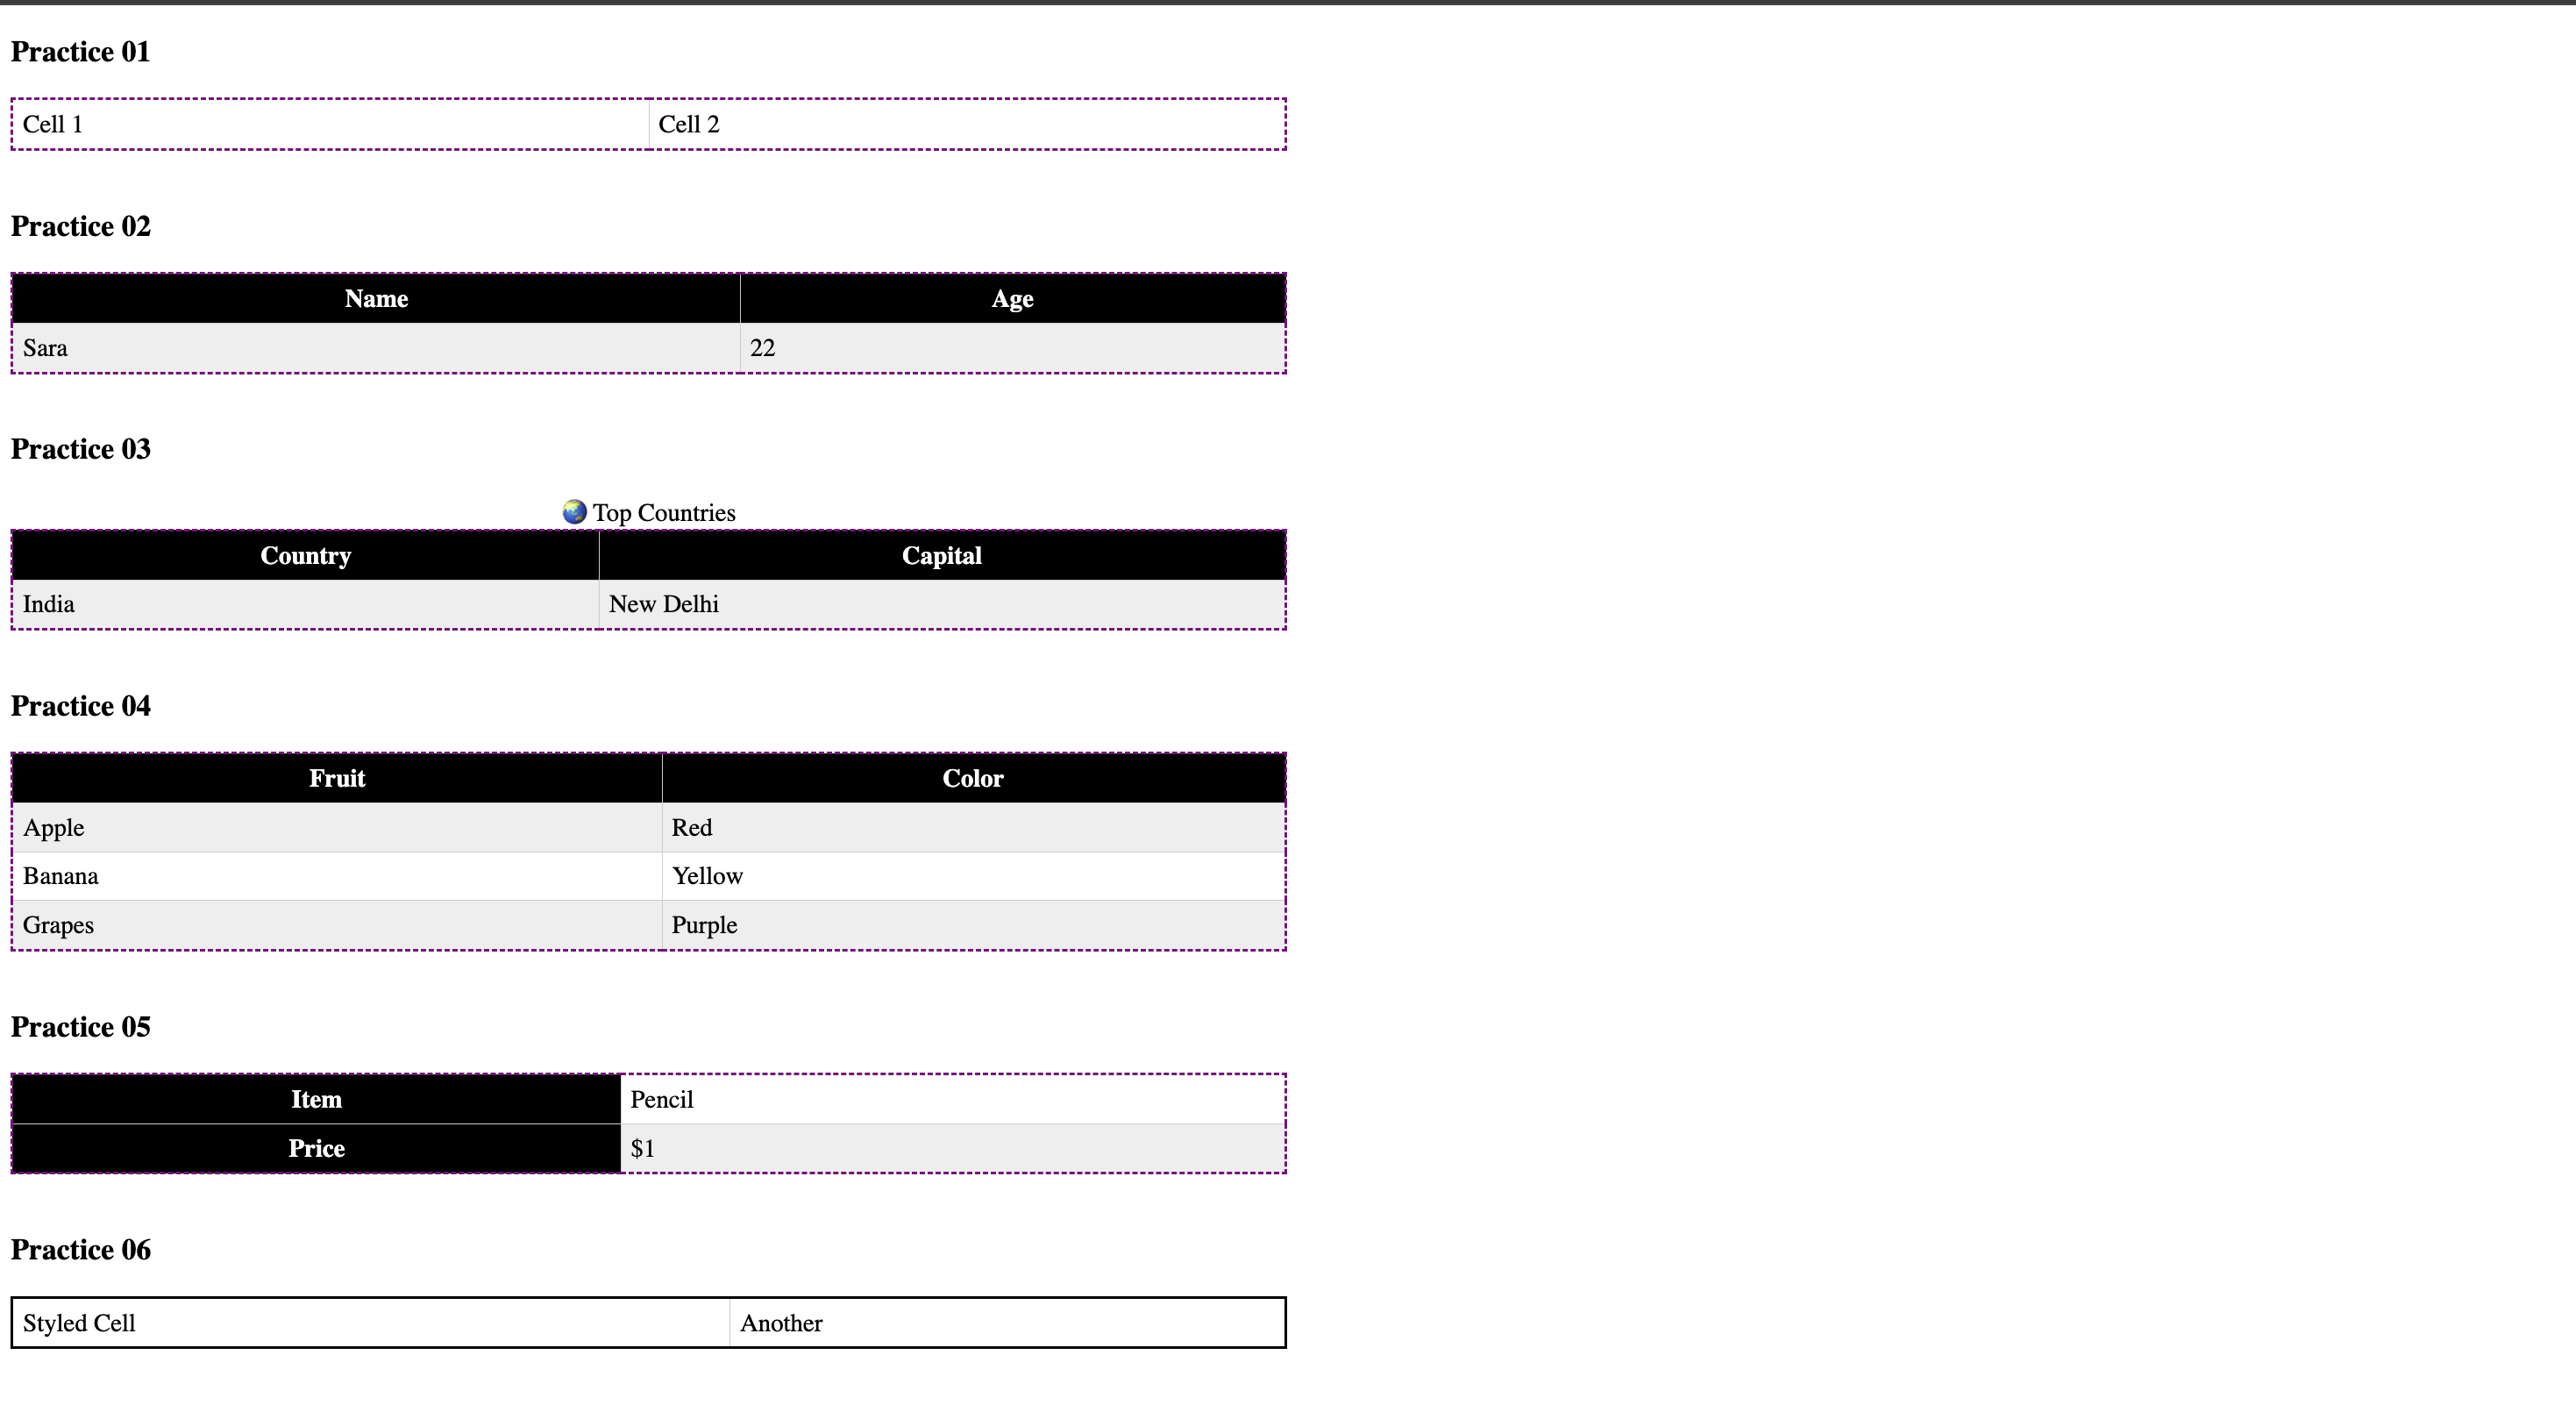 Practice 01
Cell 1 Cell 2
Practice 02
Name Age
Sara 22
Practice 03
🌏 Top Countries
Country Capital
India New Delhi
Practice 04
Fruit Color
Apple Red
Banana Yellow
Grapes Purple
Practice 05
Item Pencil
Price $1
Practice 06
Styled Cell Another